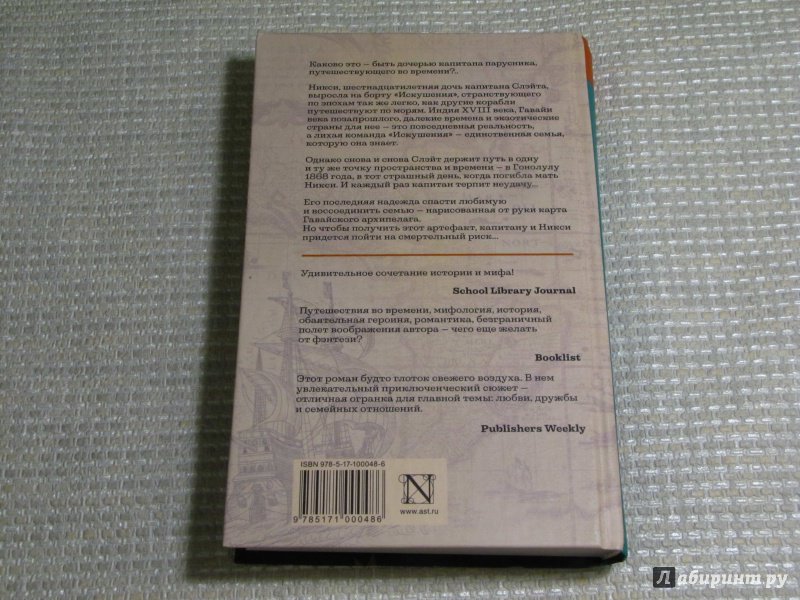 Каково это – быть дочерью капитана парусника,
путешествующего во времени?..
Никси, шестнадцатилетняя дочь капитана Слэйта,
выросла на борту «Искушения», странствующего
по эпохам так же легко, как другие корабли
путешествуют по морям. Индия XVIII века, Гавайи
века позапрошлого, далекие времена и экзотические
страны для нее – это повседневная реальность,
а лихая команда «Искушения» – единственная семья,
которую она знает.
Однако снова и снова Слэйт держит путь в одну
и ту же точку пространства и времени – в Гонолулу
1868 года, в тот страшный день, когда погибла мать
Никси. И каждый раз капитан терпит неудачу...
Его последняя надежда спасти любимую
и воссоединить семью – нарисованная от руки карта
Гавайского архипелага.
Но чтобы получить этот артефакт, капитану и Никси
придется пойти на смертельный риск...
Удивительное сочетание истории и мифа!
School Library Journal
Путешествия во времени, мифология, история,
обаятельная героиня, романтика, безграничный
полет воображения автора – чего еще желать
от фэнтези?
Booklist
Этот роман будто глоток свежего воздуха. В нем
увлекательный приключенческий сюжет –
отличная огранка для главной темы: любви, дружбы
и семейных отношений.
Publishers Weekly
ISBN 978-5-17-100048-6
9 785171 000486
N
www.ast.ru
Лабиринт.ру